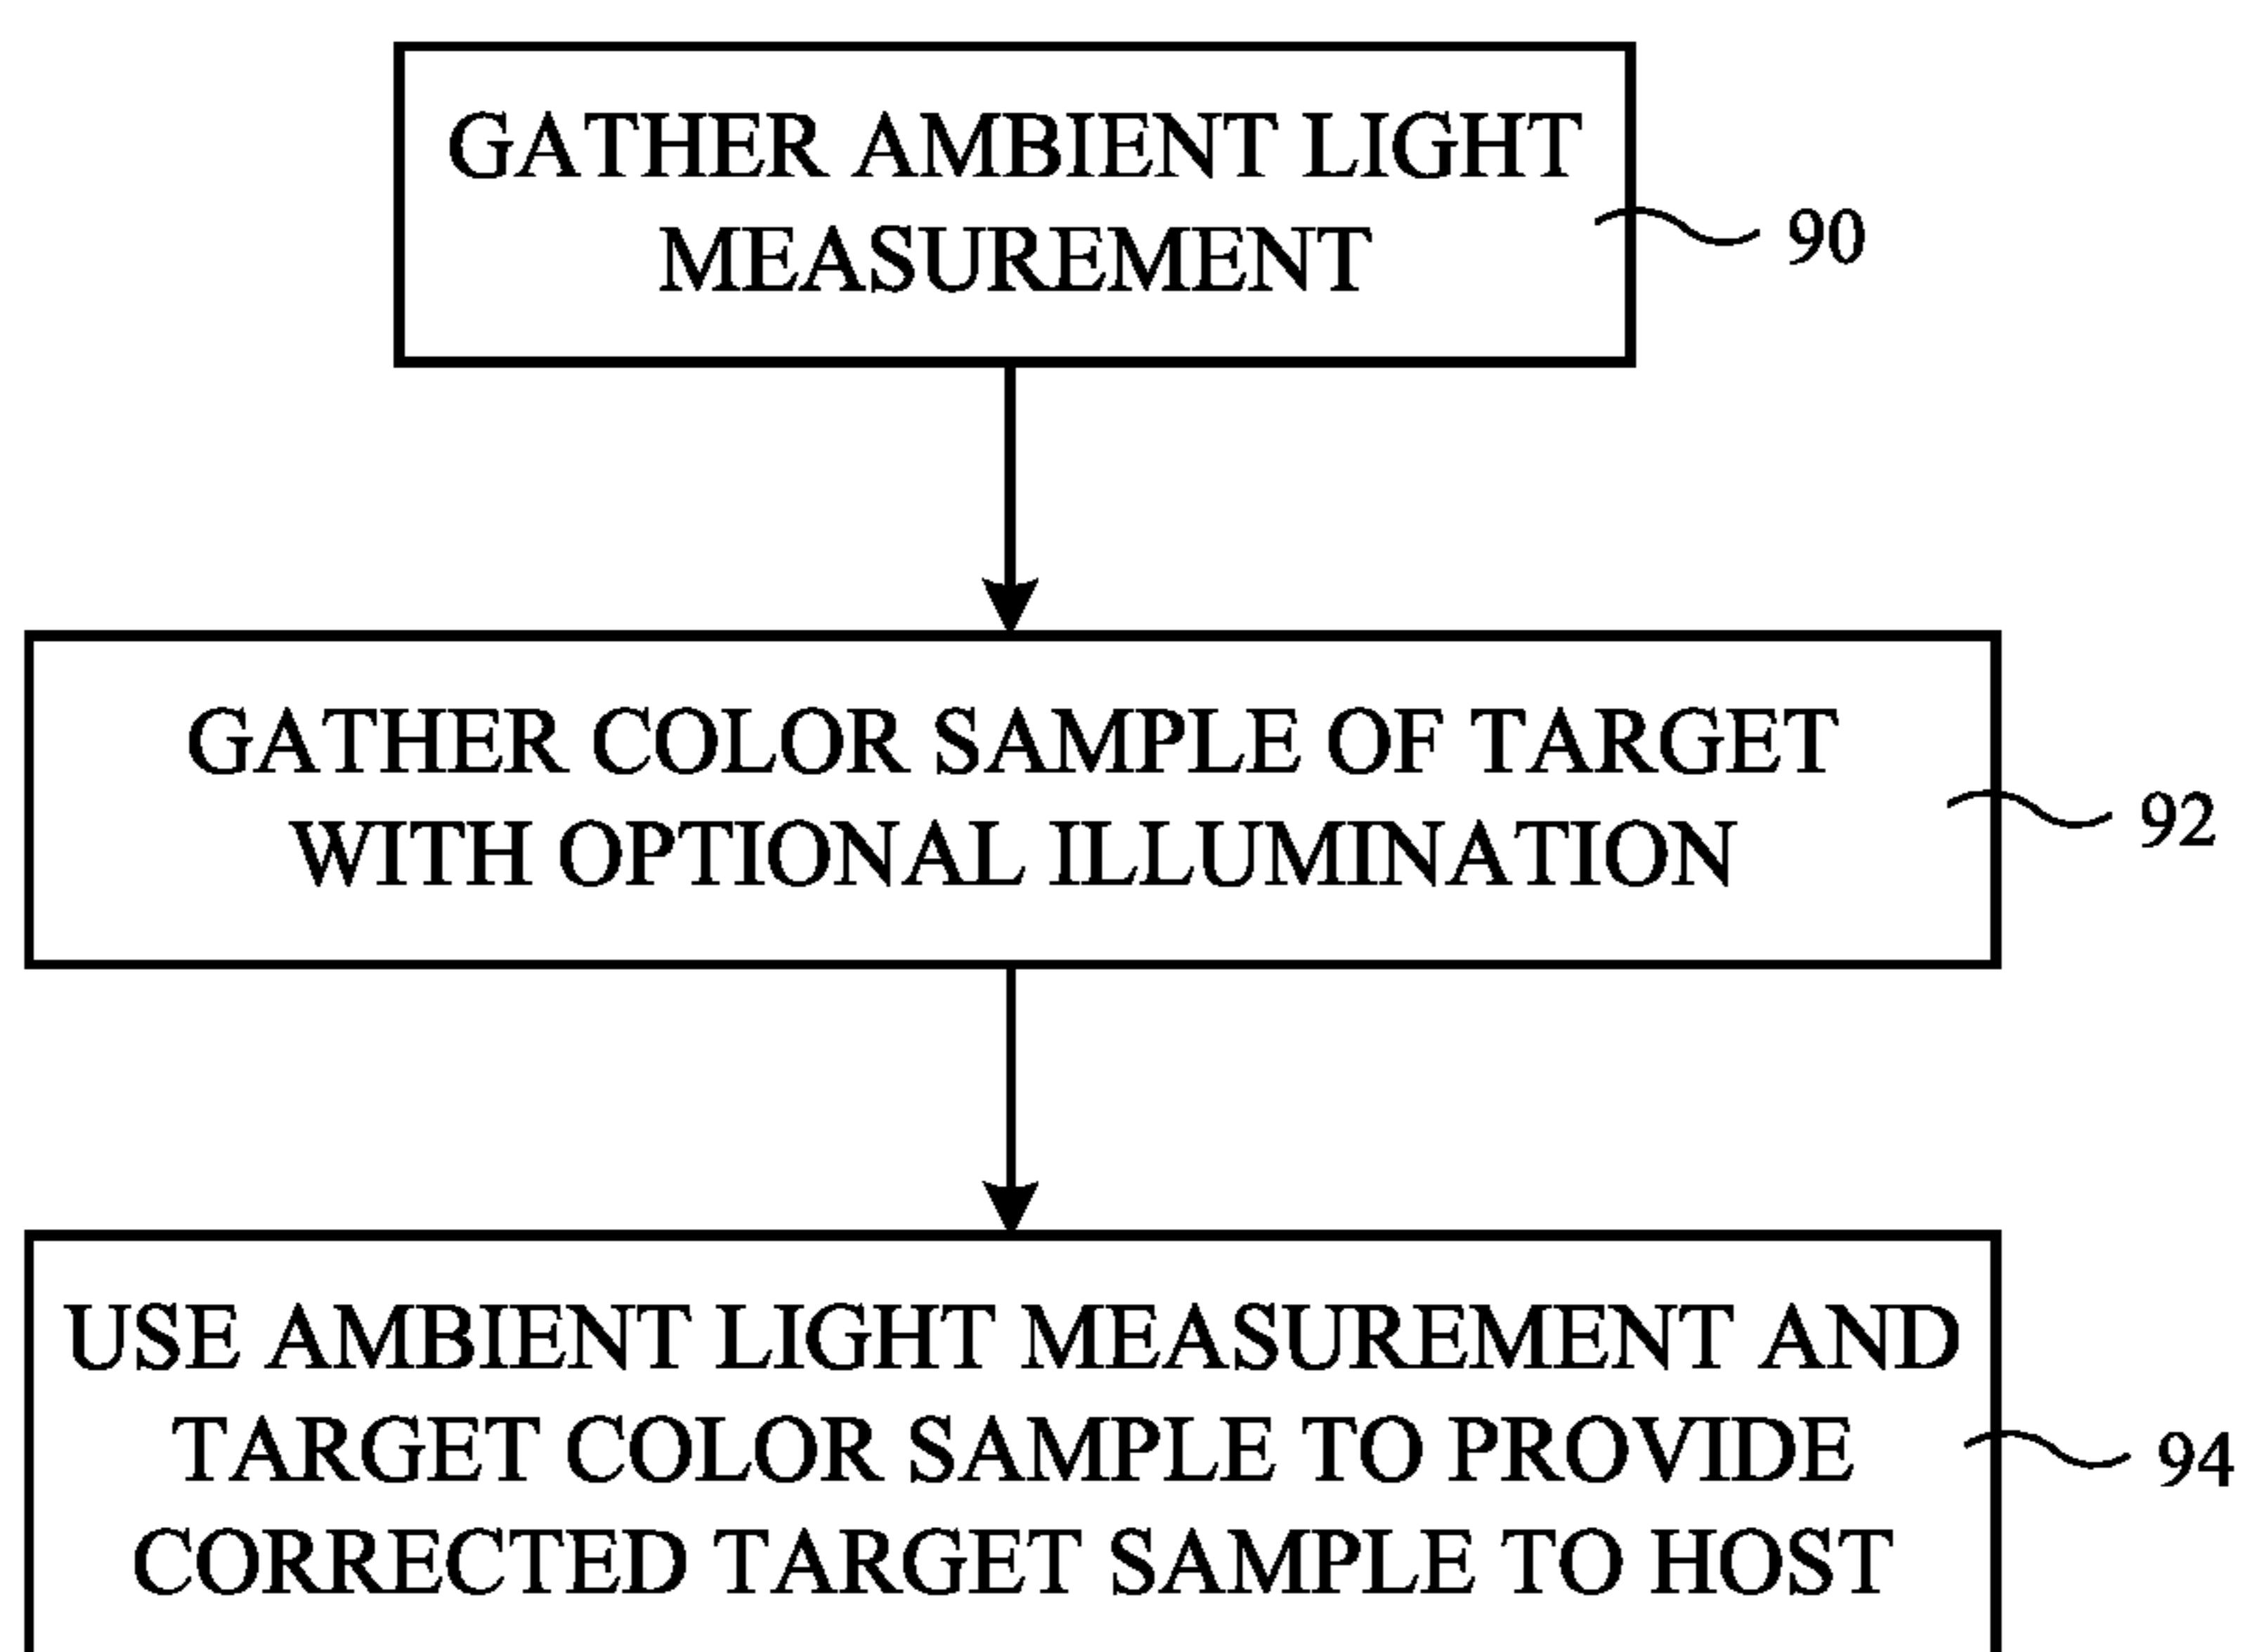 GATHER AMBIENT LIGHT
MEASUREMENT
90
GATHER COLOR SAMPLE OF TARGET
WITH OPTIONAL ILLUMINATION
92
USE AMBIENT LIGHT MEASUREMENT AND
TARGET COLOR SAMPLE TO PROVIDE
CORRECTED TARGET SAMPLE TO HOST
94